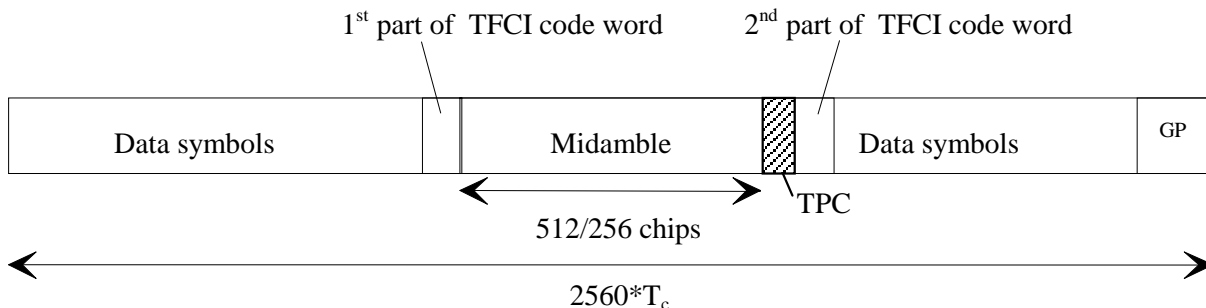 1st part of TFCI code word
2nd part of TFCI code word
Data symbols
Midamble
Data symbols
GP
TPC
512/256 chips
2560*Tc